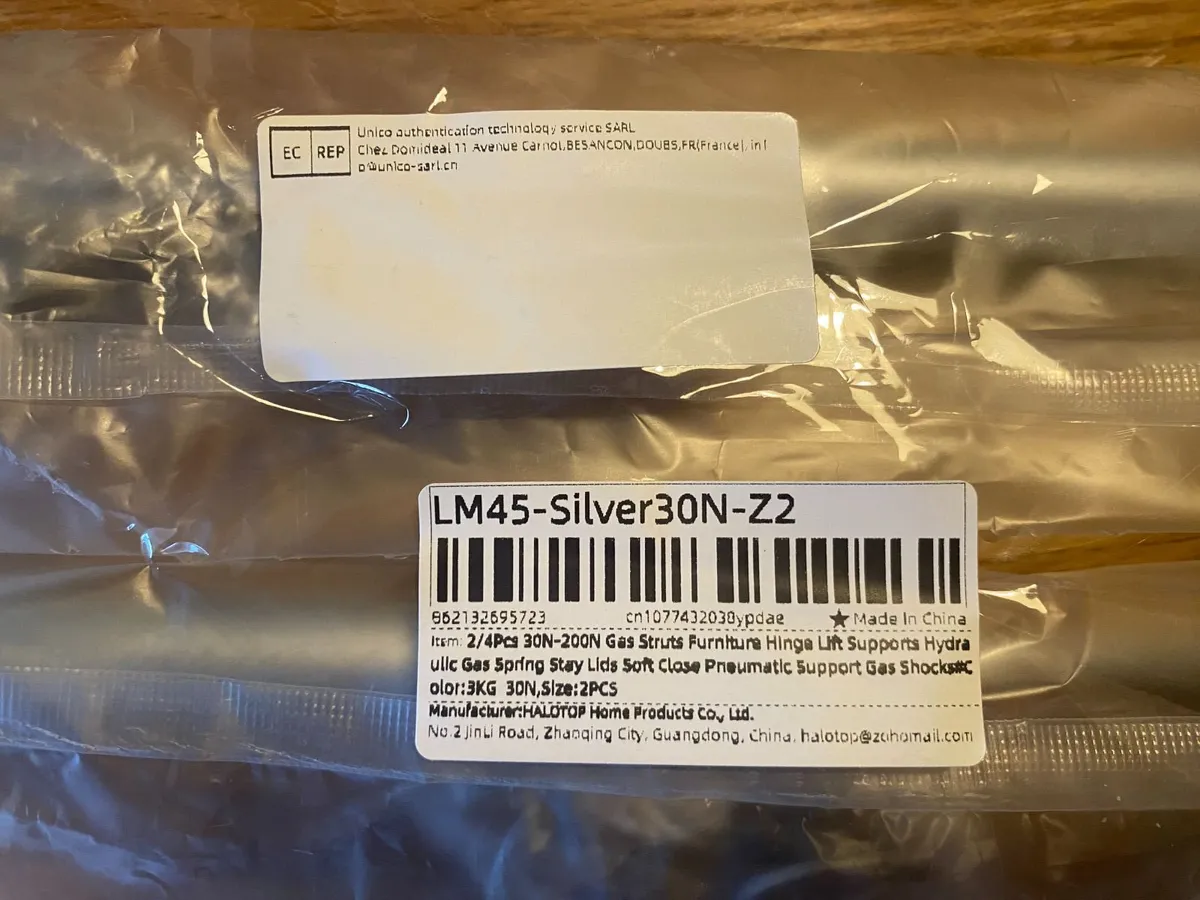 EC REP
Unico authentication technology service SARL
Chez Domideal 11 Avenue Carnot,BESANCON,DOUBS,FR(France), inf
o@unico-sarl.cn
LM45-Silver30N-Z2
862132695723 cn1077432038ypdae ★ Made In China
Item: 2/4Pcs 30N-200N Gas Struts Furniture Hinge Lift Supports Hydra
ulic Gas Spring Stay Lids Soft Close Pneumatic Support Gas Shocks#C
olor:3KG 30N,Size:2PCS
Manufacturer:HALOTOP Home Products Co., Ltd.
No.2 JinLi Road, Zhaoqing City, Guangdong, China, halotop@zohomail.com